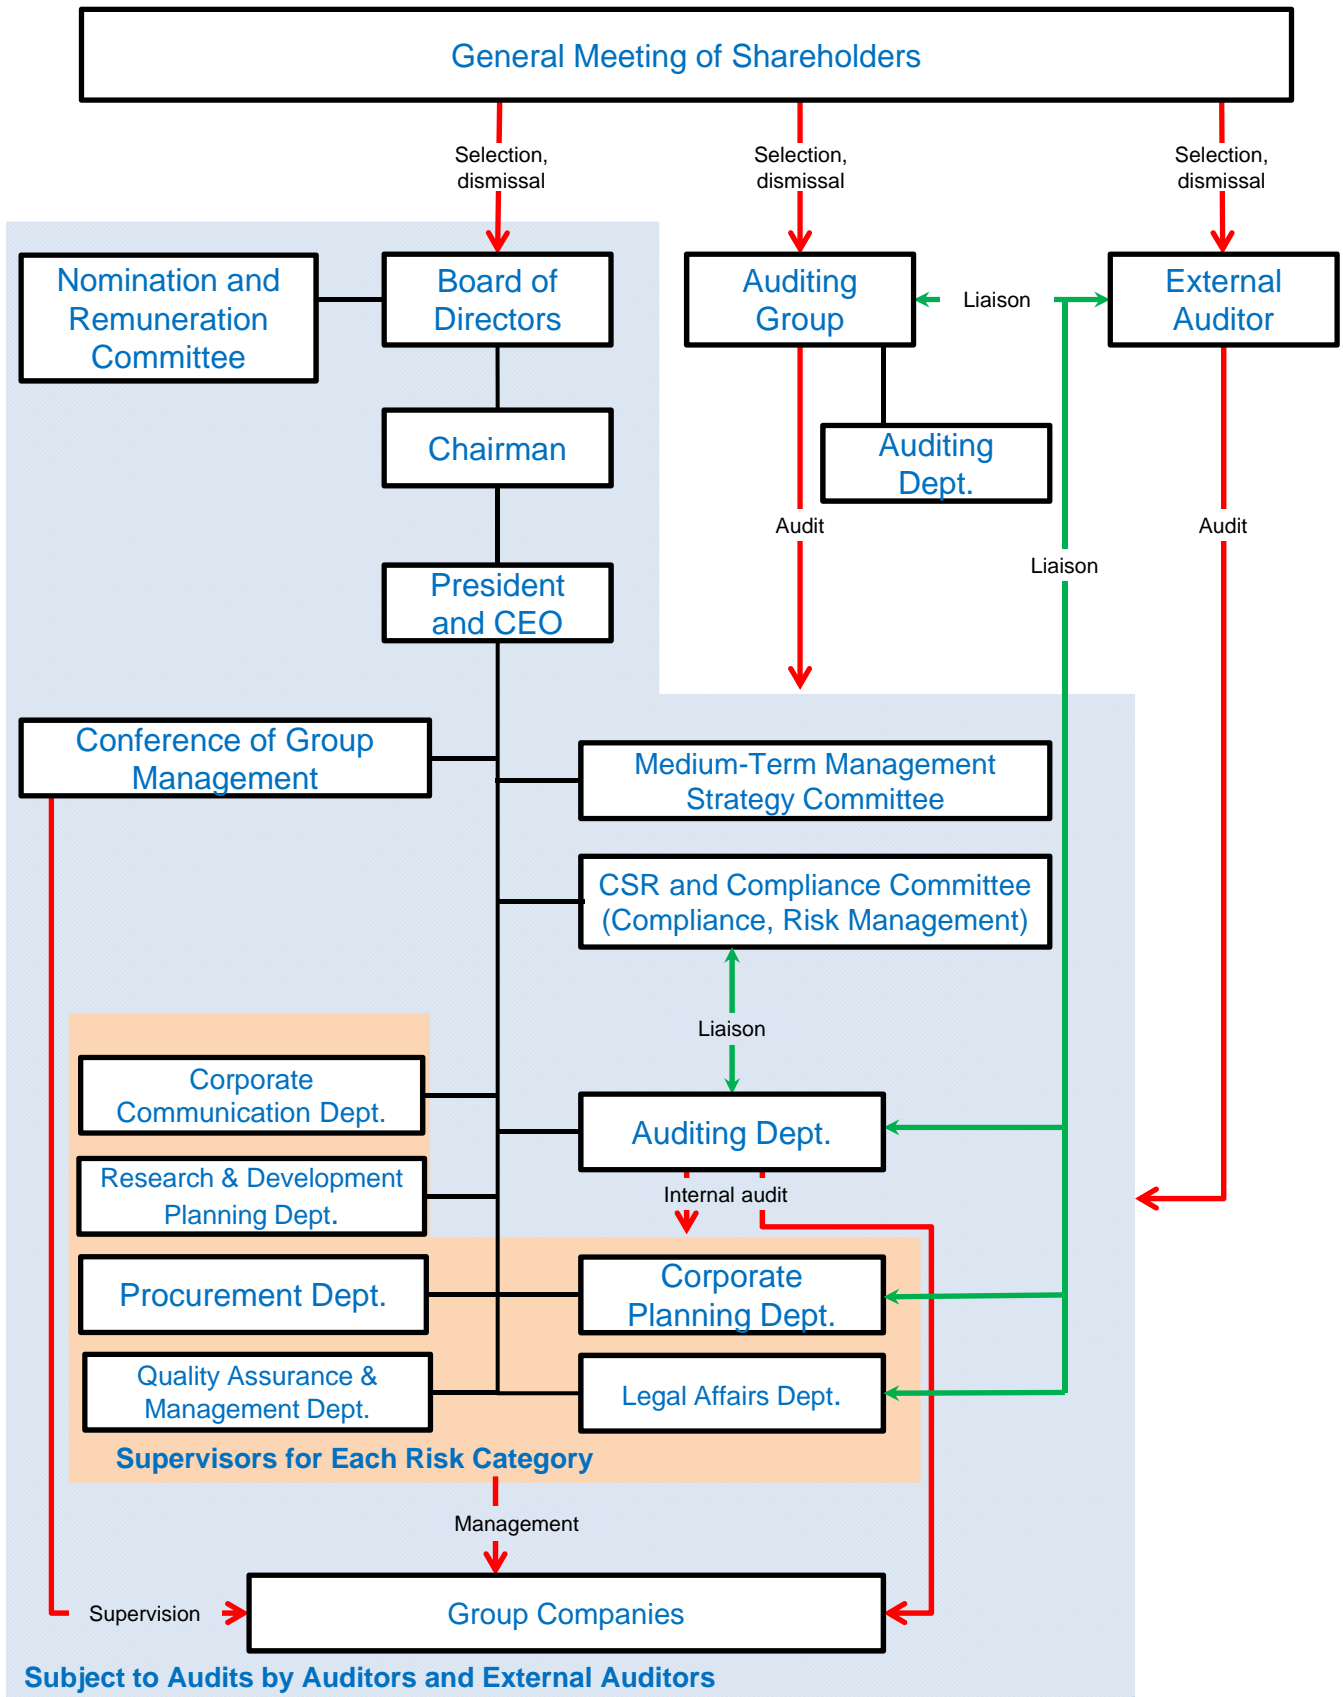 General Meeting of Shareholders
Selection,
dismissal
Selection,
dismissal
Selection,
dismissal
Nomination and
Remuneration
Committee
Board of
Directors
Auditing
Group
Liaison
External
Auditor
Chairman
Auditing
Dept.
Audit
Audit
Liaison
President
and CEO
Conference of Group
Management
Medium-Term Management
Strategy Committee
CSR and Compliance Committee
(Compliance, Risk Management)
Liaison
Corporate
Communication Dept.
Auditing Dept.
Research & Development
Planning Dept.
Internal audit
Procurement Dept.
Corporate
Planning Dept.
Quality Assurance &
Management Dept.
Legal Affairs Dept.
Supervisors for Each Risk Category
Management
Supervision
Group Companies
Subject to Audits by Auditors and External Auditors